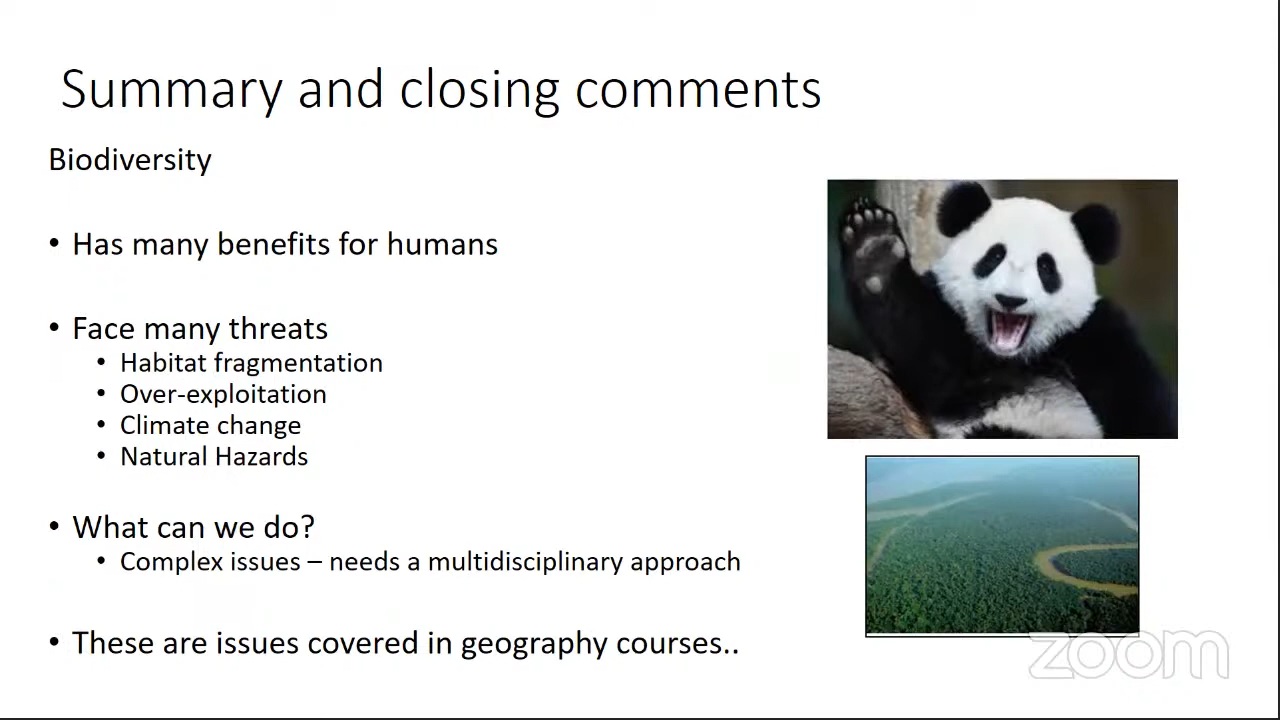 Summary and closing comments
Biodiversity
• Has many benefits for humans
• Face many threats
• Habitat fragmentation
• Over-exploitation
• Climate change
• Natural Hazards
• What can we do?
• Complex issues – needs a multidisciplinary approach
• These are issues covered in geography courses..
zoom